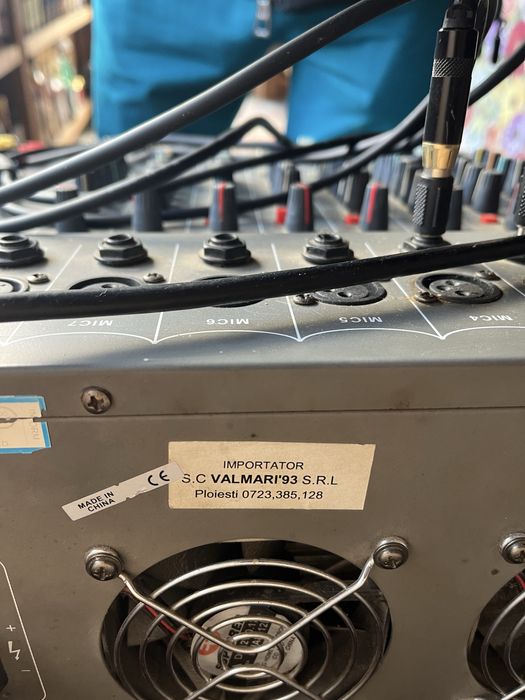 MIC7
MIC6
MIC5
MIC4
IMPORTATOR
S.C VALMARI'93 S.R.L
Ploiesti 0723,385,128
CE
MADE IN
CHINA
+
-